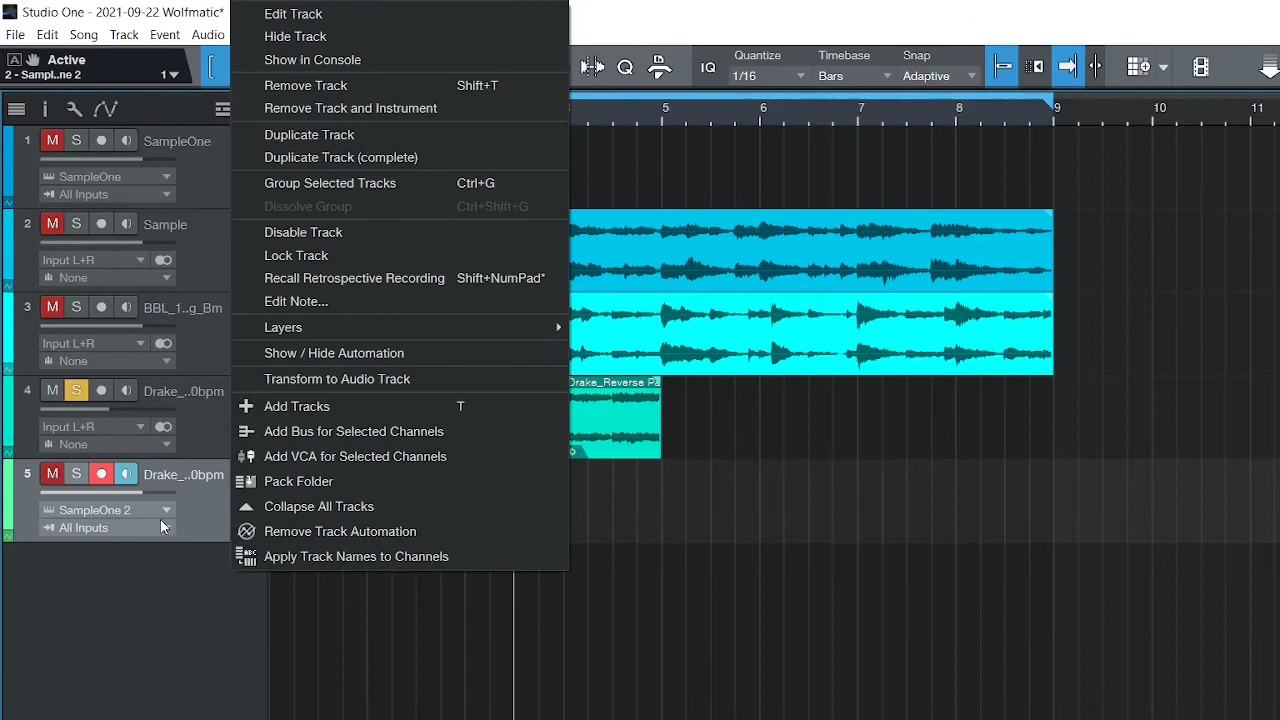 Studio One - 2021-09-22 Wolfmatic*
File Edit Song Track Event Audio
A Active
2 - Sampl..ne 2 1
IQ
Quantize
1/16
Timebase
Bars
Snap
Adaptive
5 6 7 8 9 10 11
1 M S SampleOne
SampleOne
All Inputs
2 M S Sample
Input L+R
None
3 M S BBL_1..g_Bm
Input L+R
None
4 M S Drake_..0bpm
Input L+R
None
5 M S Drake_..0bpm
SampleOne 2
All Inputs
Edit Track
Hide Track
Show in Console
Remove Track Shift+T
Remove Track and Instrument
Duplicate Track
Duplicate Track (complete)
Group Selected Tracks Ctrl+G
Dissolve Group Ctrl+Shift+G
Disable Track
Lock Track
Recall Retrospective Recording Shift+NumPad*
Edit Note...
Layers
Show / Hide Automation
Transform to Audio Track
Add Tracks T
Add Bus for Selected Channels
Add VCA for Selected Channels
Pack Folder
Collapse All Tracks
Remove Track Automation
Apply Track Names to Channels
Drake_Reverse Pa